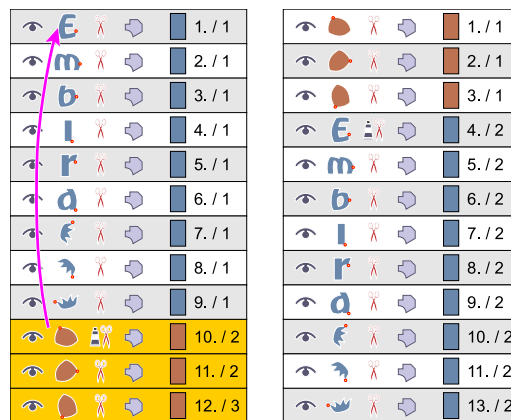 E 1. / 1
m 2. / 1
b 3. / 1
l 4. / 1
r 5. / 1
a 6. / 1
7. / 1
8. / 1
9. / 1
10. / 2
11. / 2
12. / 3
1. / 1
2. / 1
3. / 1
E 4. / 2
m 5. / 2
b 6. / 2
l 7. / 2
r 8. / 2
a 9. / 2
10. / 2
11. / 2
13. / 2